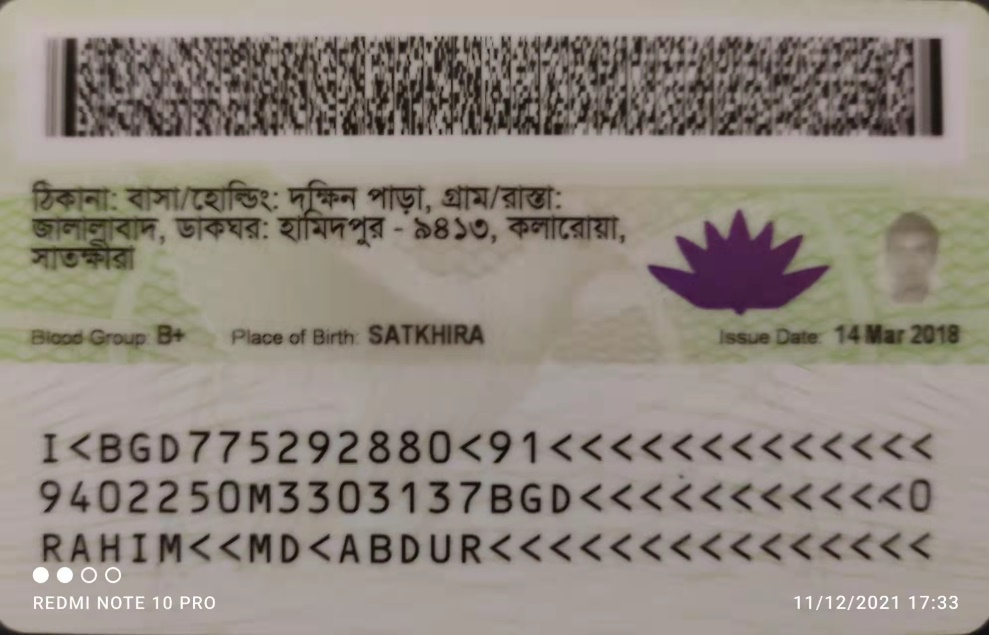 ঠিকানা: বাসা/হোল্ডিং: দক্ষিন পাড়া, গ্রাম/রাস্তা:
জালালাবাদ, ডাকঘর: হামিদপুর - ৯৪১৩, কলারোয়া,
সাতক্ষীরা
Blood Group: B+ Place of Birth: SATKHIRA Issue Date: 14 Mar 2018
I<BGD775292880<91<<<<<<<<<<<<<
9402250M3303137BGD<<<<<<<<<<<0
RAHIM<<MD<ABDUR<<<<<<<<<<<<<<<
REDMI NOTE 10 PRO 11/12/2021 17:33